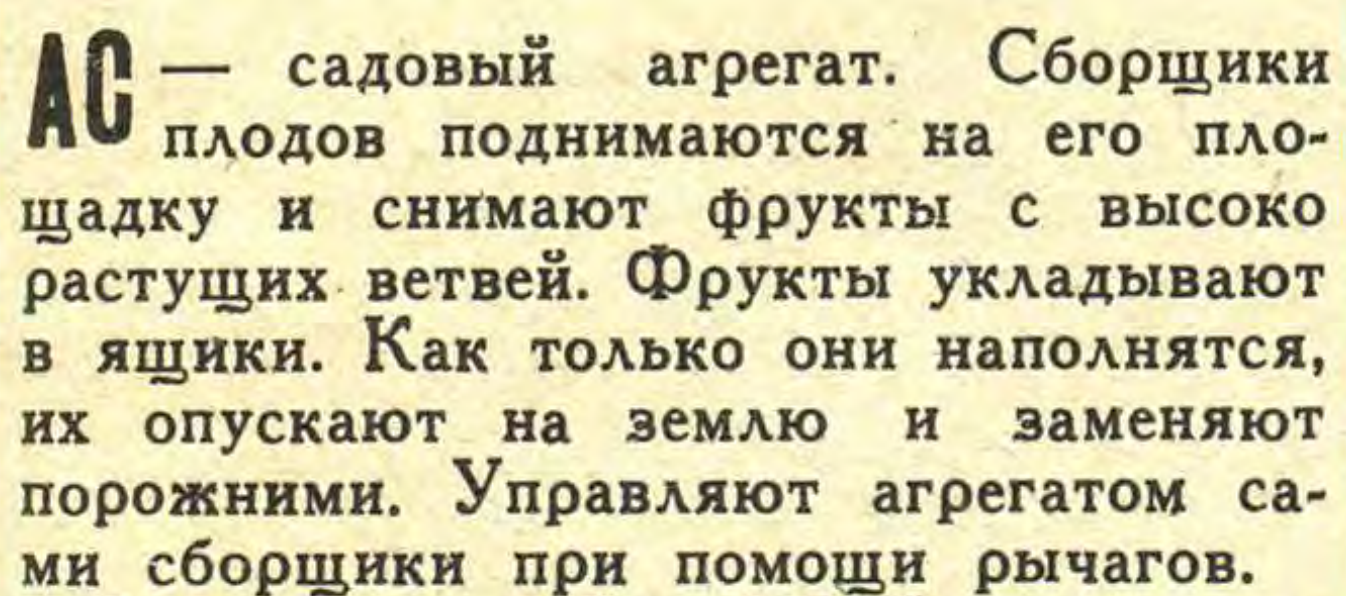 АС — садовый агрегат. Сборщики
плодов поднимаются на его пло-
щадку и снимают фрукты с высоко
растущих ветвей. Фрукты укладывают
в ящики. Как только они наполнятся,
их опускают на землю и заменяют
порожними. Управляют агрегатом са-
ми сборщики при помощи рычагов.